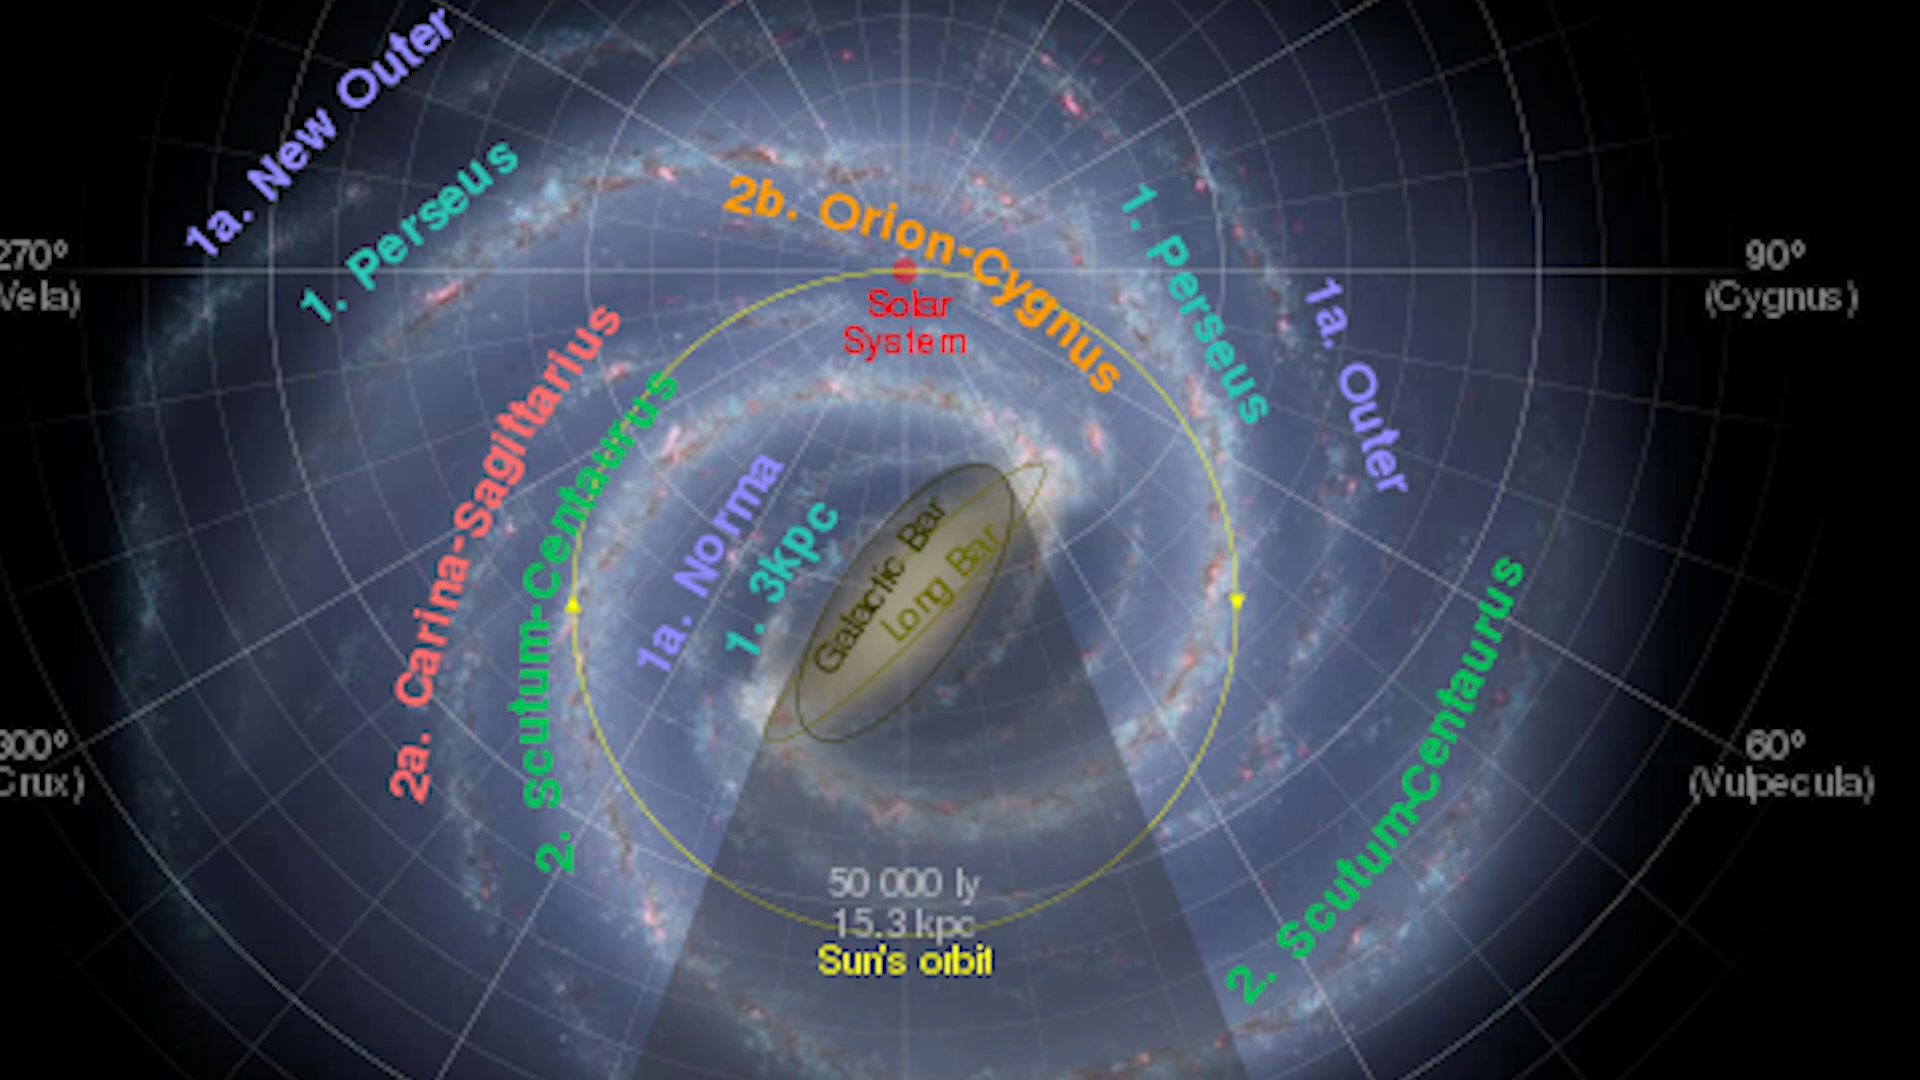 1a. New Outer
1. Perseus
2b. Orion-Cygnus
1. Perseus
270°
Vela)
90°
(Cygnus)
Solar
System
1a. Outer
2a. Carina-Sagittarius
2. Scutum-Centaurus
1a. Norma
1. 3kpc
Galactic Bar
Long Bar
2. Scutum-Centaurus
300°
Crux)
60°
(Vulpecula)
50 000 ly
15.3 kpc
Sun's orbit